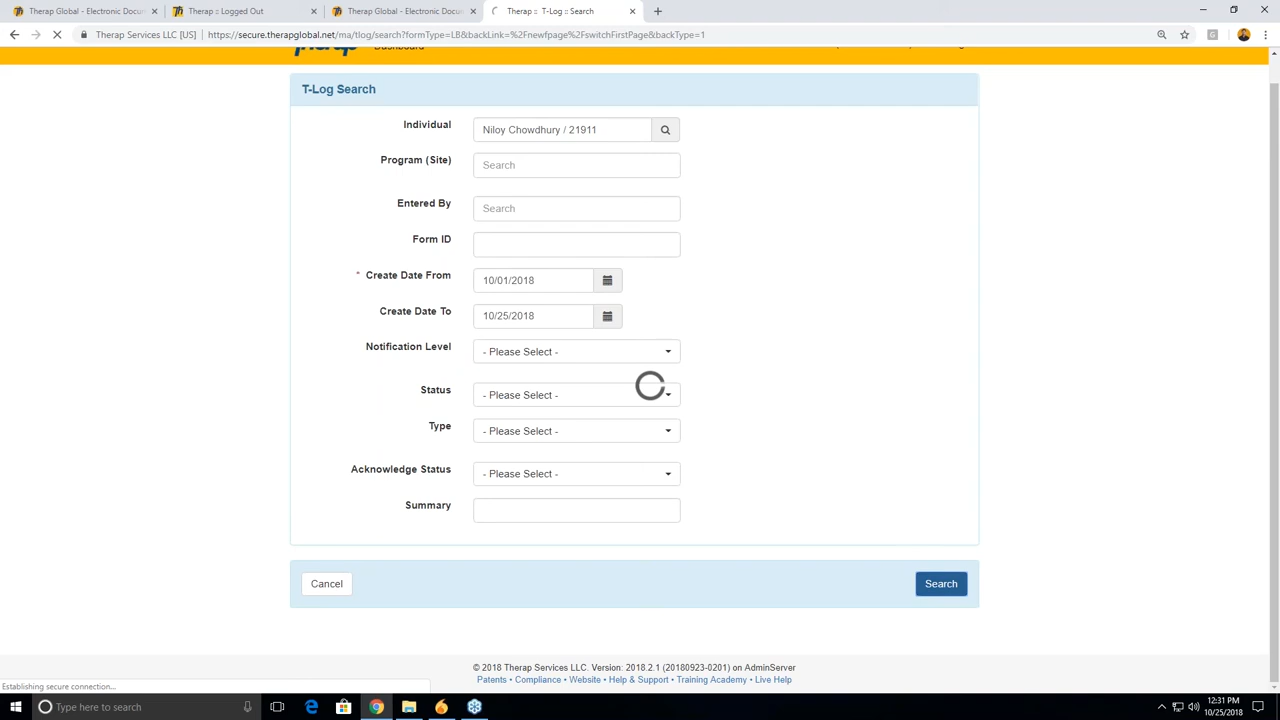 Therap Global - Electronic Docum
Therap :: Logged Out
Therap Global - Electronic Docum
Therap :: T-Log :: Search
Therap Services LLC [US] | https://secure.therapglobal.net/ma/tlog/search?formType=LB&backLink=%2Fnewfpage%2FswitchFirstPage&backType=1
Therap Dashboard
T-Log Search
Individual Niloy Chowdhury / 21911
Program (Site) Search
Entered By Search
Form ID
* Create Date From 10/01/2018
Create Date To 10/25/2018
Notification Level - Please Select -
Status - Please Select -
Type - Please Select -
Acknowledge Status - Please Select -
Summary
Cancel Search
© 2018 Therap Services LLC. Version: 2018.2.1 (20180923-0201) on AdminServer
Patents • Compliance • Website • Help & Support • Training Academy • Live Help
Establishing secure connection...
Type here to search
12:31 PM
10/25/2018